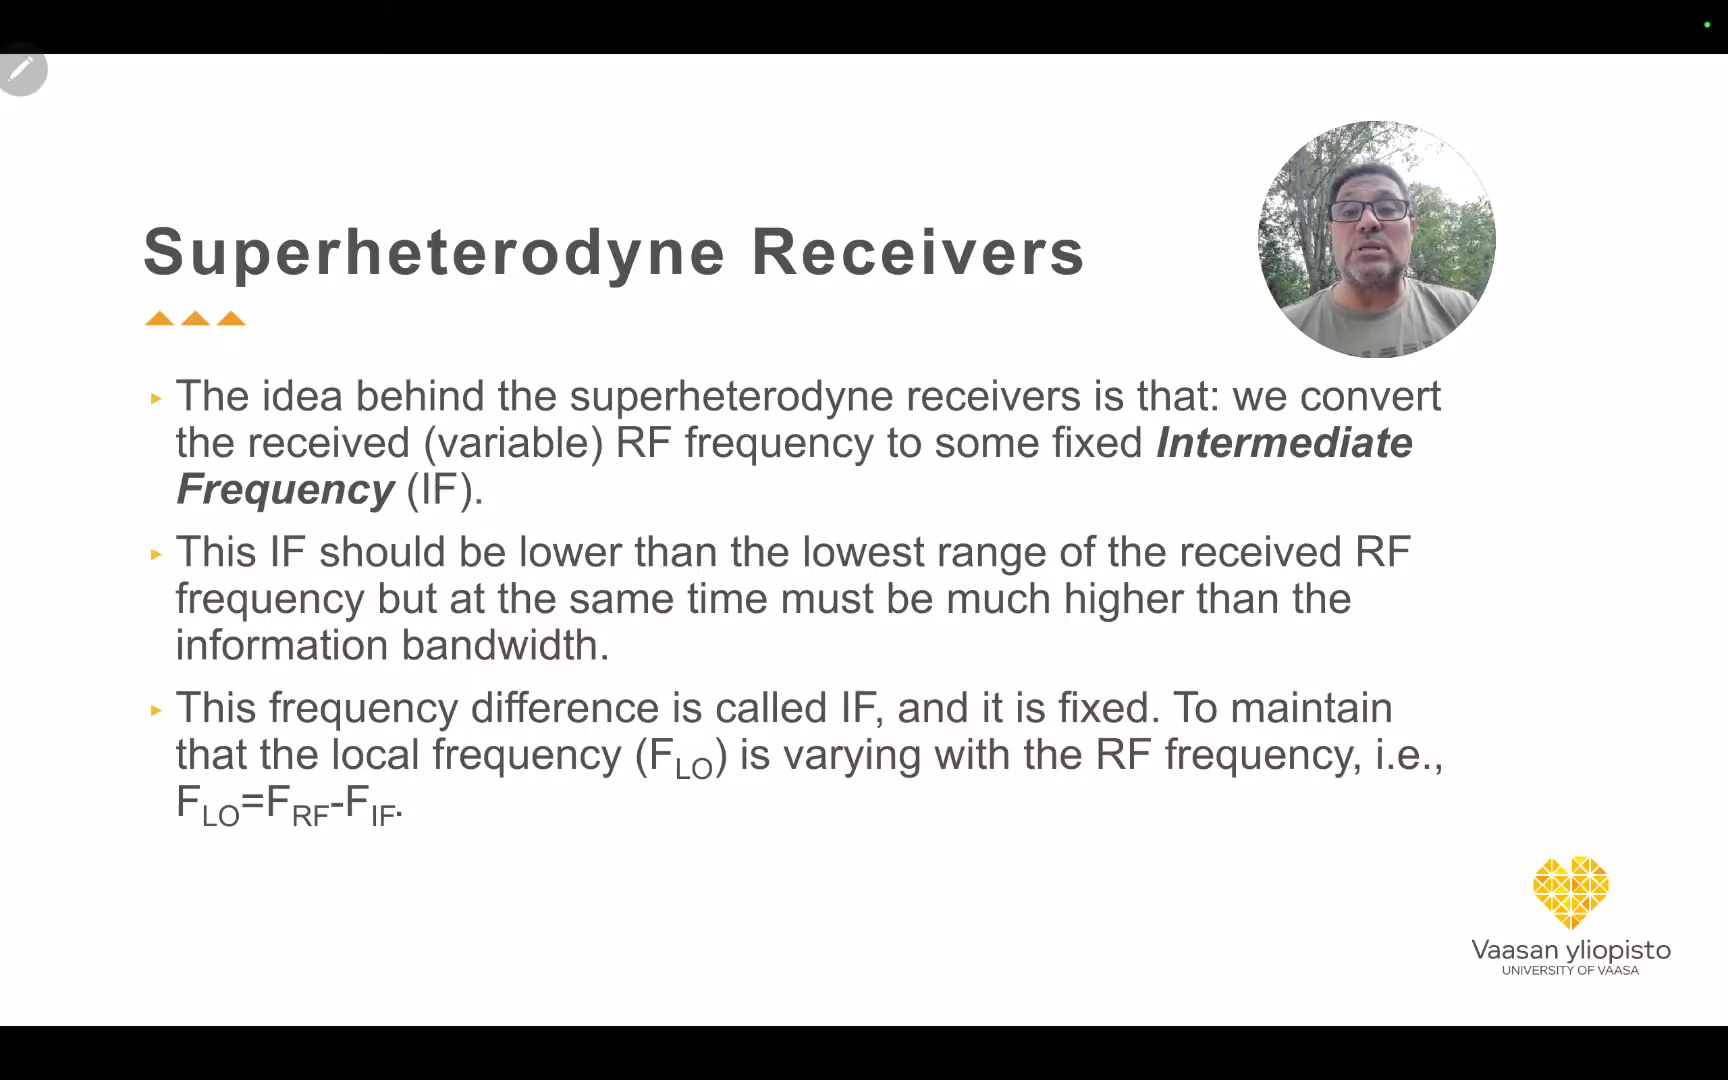 Superheterodyne Receivers
The idea behind the superheterodyne receivers is that: we convert
the received (variable) RF frequency to some fixed Intermediate
Frequency (IF).
This IF should be lower than the lowest range of the received RF
frequency but at the same time must be much higher than the
information bandwidth.
This frequency difference is called IF, and it is fixed. To maintain
that the local frequency (F_LO) is varying with the RF frequency, i.e.,
F_LO=F_RF-F_IF.
Vaasan yliopisto
UNIVERSITY OF VAASA